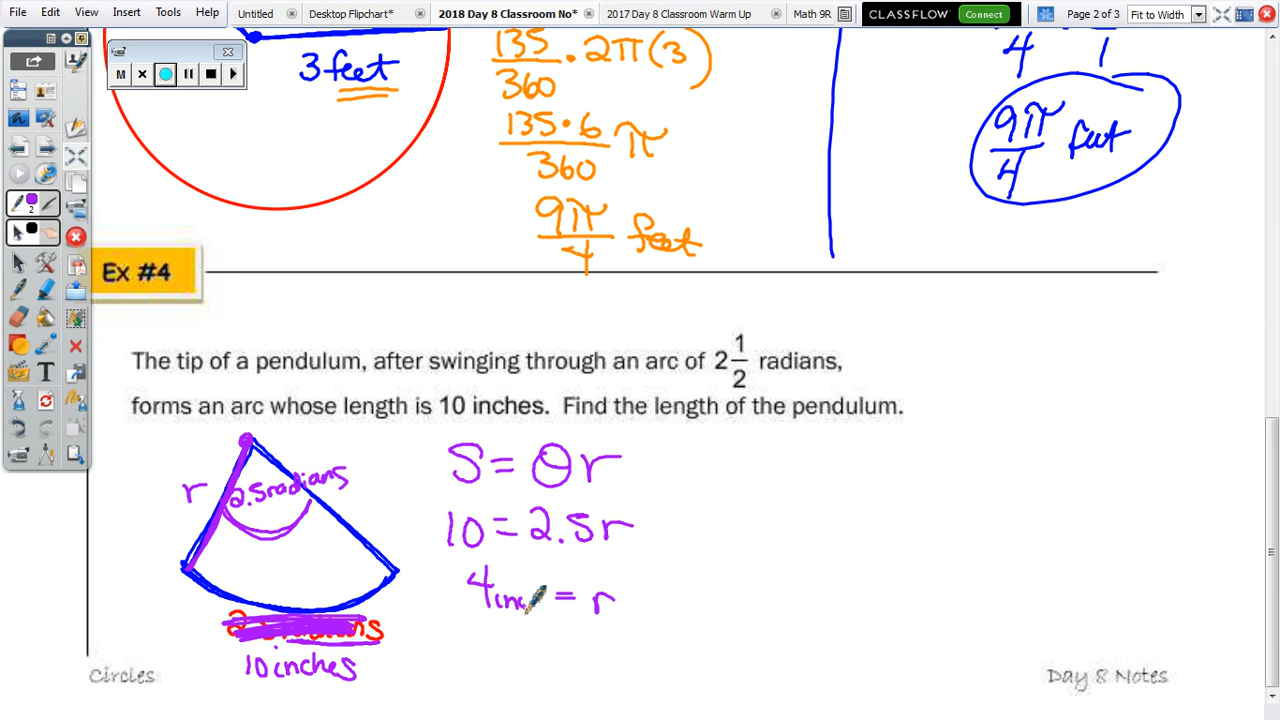 File Edit View Insert Tools Help Untitled Desktop Flipchart* 2018 Day 8 Classroom No* 2017 Day 8 Classroom Warm Up Math 9R CLASSFLOW Connect Page 2 of 3 Fit to Width
M
3 feet
135/360 · 2π(3)
135·6/360 π
9π/4 feet
4 1
9π/4 feet
2
T
Ex #4
The tip of a pendulum, after swinging through an arc of 2 1/2 radians,
forms an arc whose length is 10 inches. Find the length of the pendulum.
r 2.5 radians
10 inches
S = θr
10 = 2.5r
4 inc = r
Circles Day 8 Notes